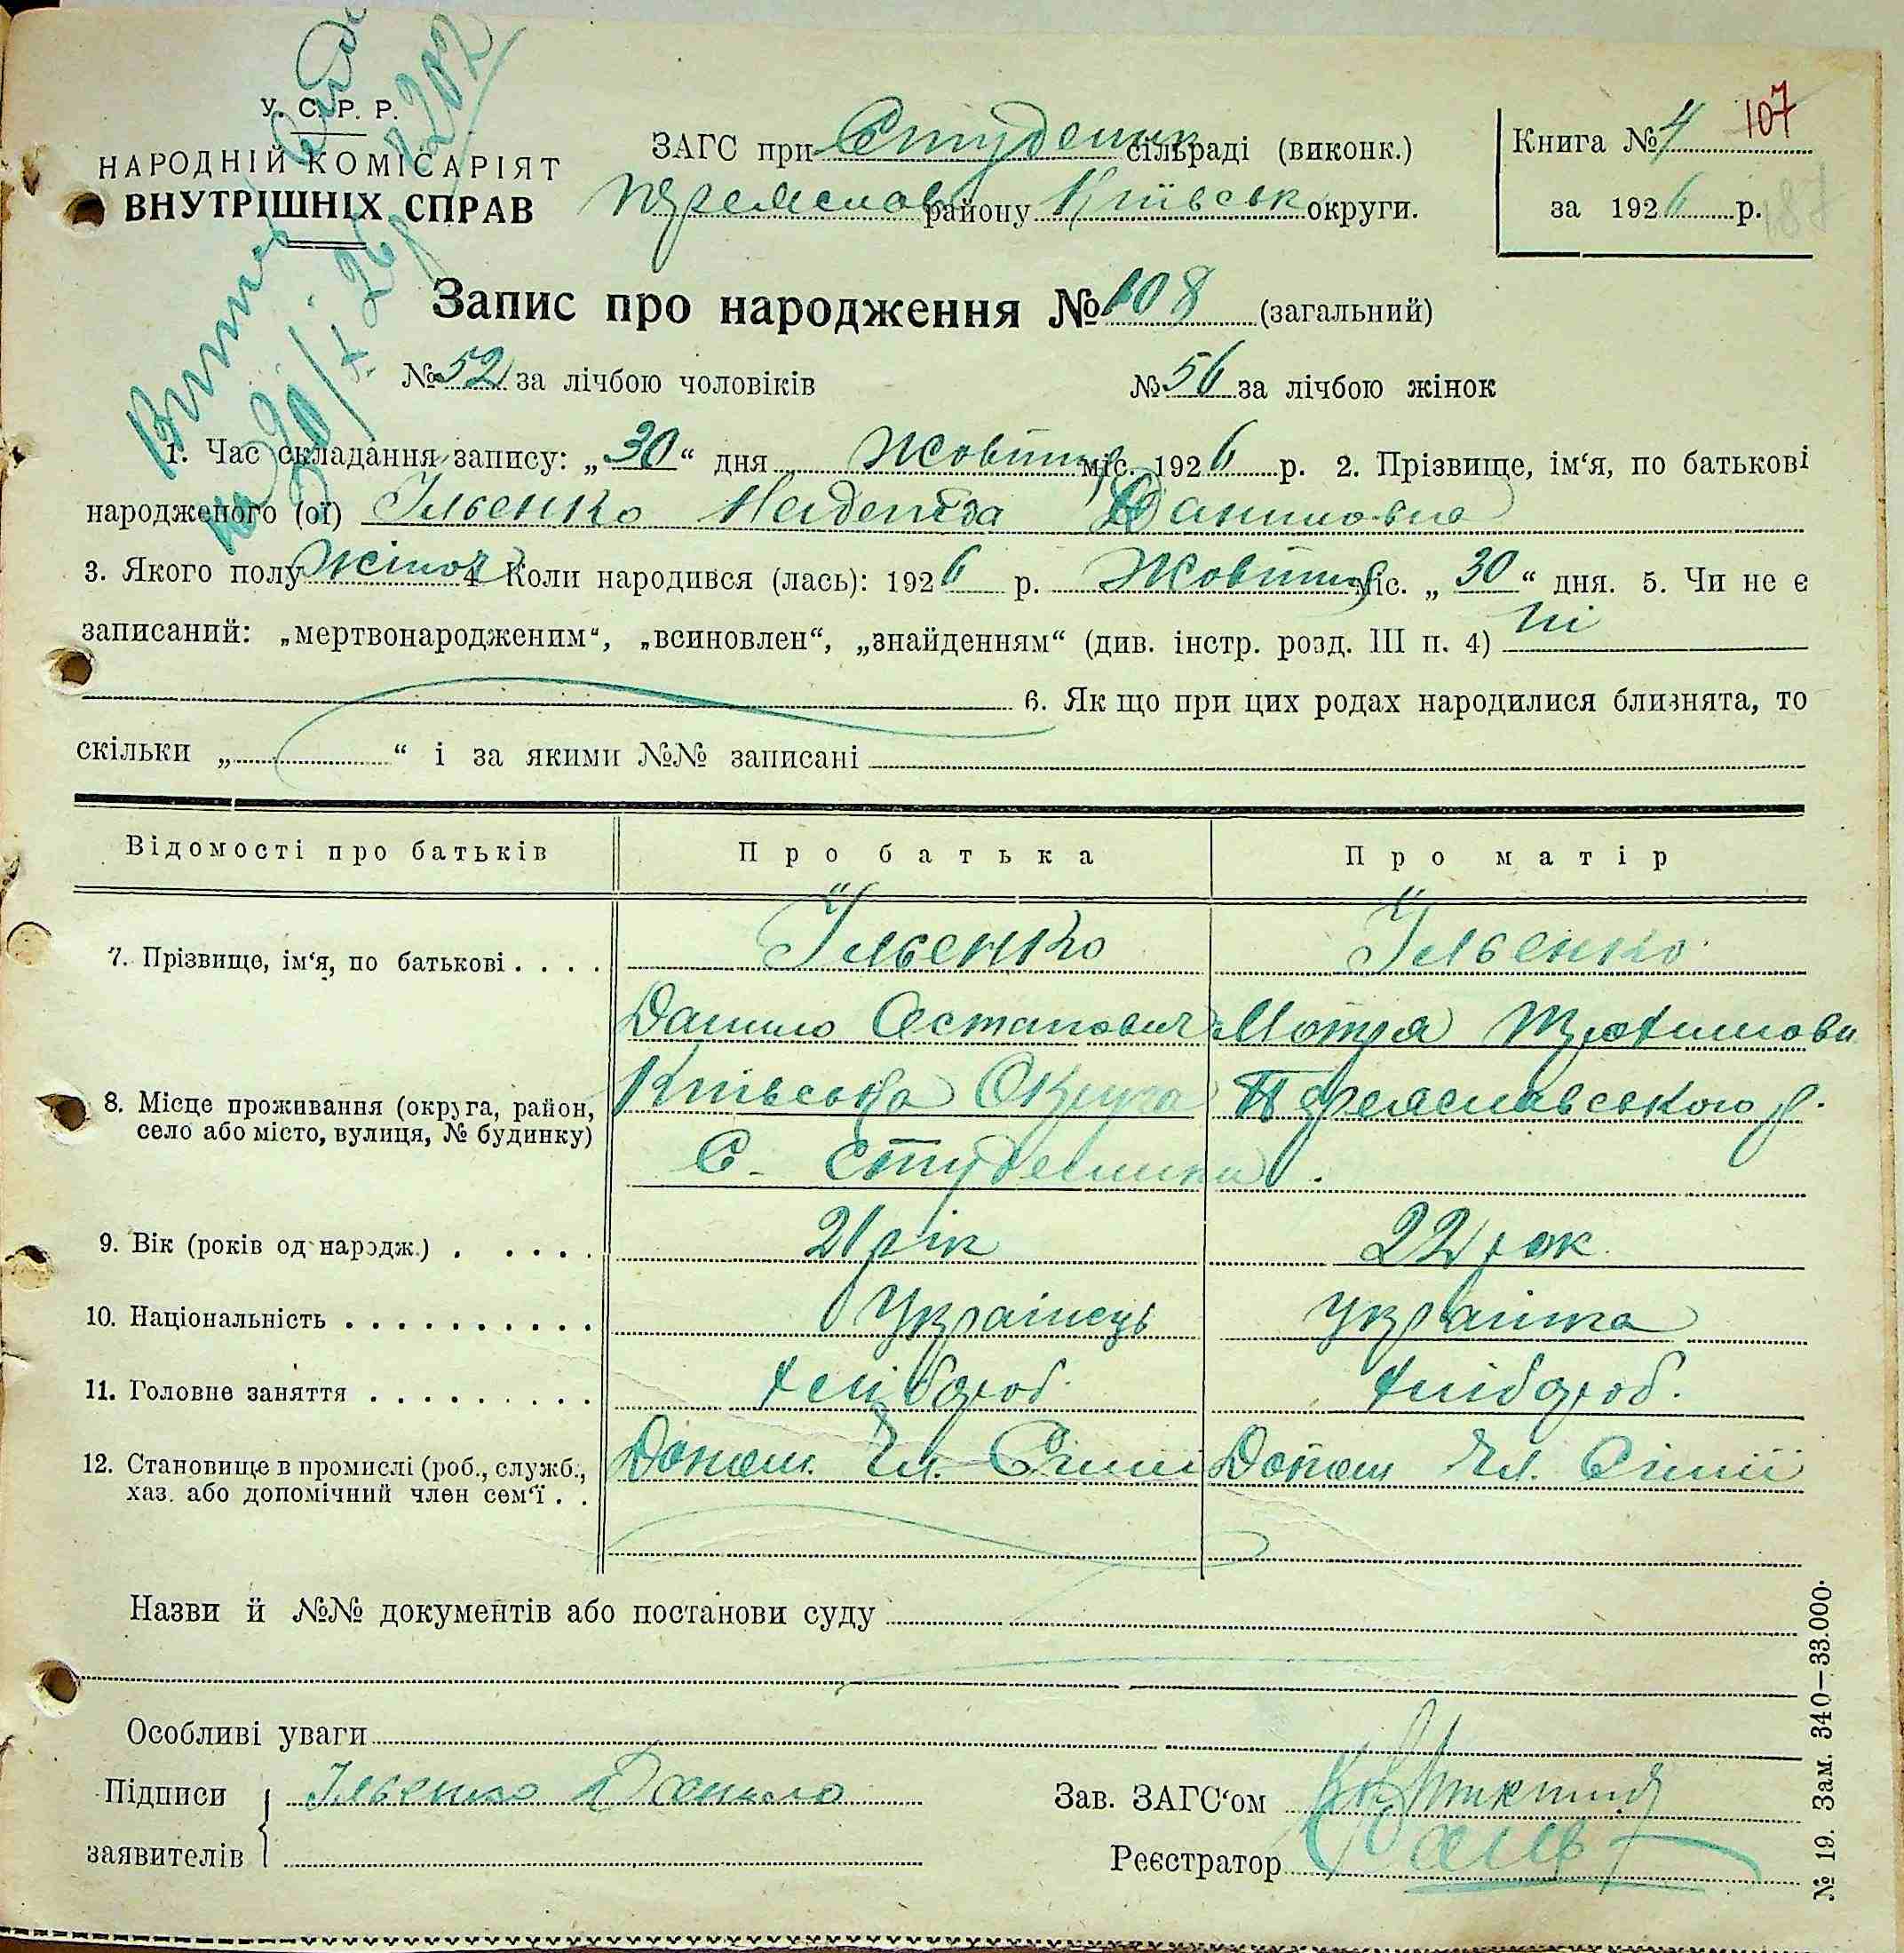 У. С. Р. Р.
НАРОДНІЙ КОМІСАРІЯТ
ВНУТРІШНІХ СПРАВ
ЗАГС при Студеник сільраді (виконк.)
Переяслав району Київськ округи.
Книга № 4 107
за 1926 р. 187
Запис про народження № 108 (загальний)
№ 52 за лічбою чоловіків № 56 за лічбою жінок
1. Час складання запису: „30“ дня Жовтня міс. 1926 р. 2. Прізвище, ім‘я, по батькові
народженого (ої) Ільенко Надежда Даниловна
3. Якого полу жіноч 4 Коли народився (лась): 1926 р. Жовтня міс. „30“ дня. 5. Чи не є
записаний: „мертвонародженим“, „всиновлен“, „знайденням“ (див. інстр. розд. III п. 4) ні
6. Як що при цих родах народилися близнята, то
скільки „ “ і за якими №№ записані
Відомості про батьків Про батька Про матір
7. Прізвище, ім‘я, по батькові . . . . Ільенко Ільенко
Данило Остапович Мотря
8. Місце проживання (округа, район, Київська Округа Переяславського р.
село або місто, вулиця, № будинку) С. Студеники.
9. Вік (років од народж.) . . . . . 21 рік 22 рок
10. Національність . . . . . . . . . . Українець Українка
11. Головне заняття . . . . . . . . . хлібороб. хлібороб.
12. Становище в промислі (роб., служб., Допом. Чл. Сімії Допом Чл. Сімії
хаз. або допомічний член сем‘ї . .
Назви й №№ документів або постанови суду
Особливі уваги
Підписи Ільенко Данило Зав. ЗАГС‘ом
заявителів Реєстратор
№ 19. Зам. 340—33.000.